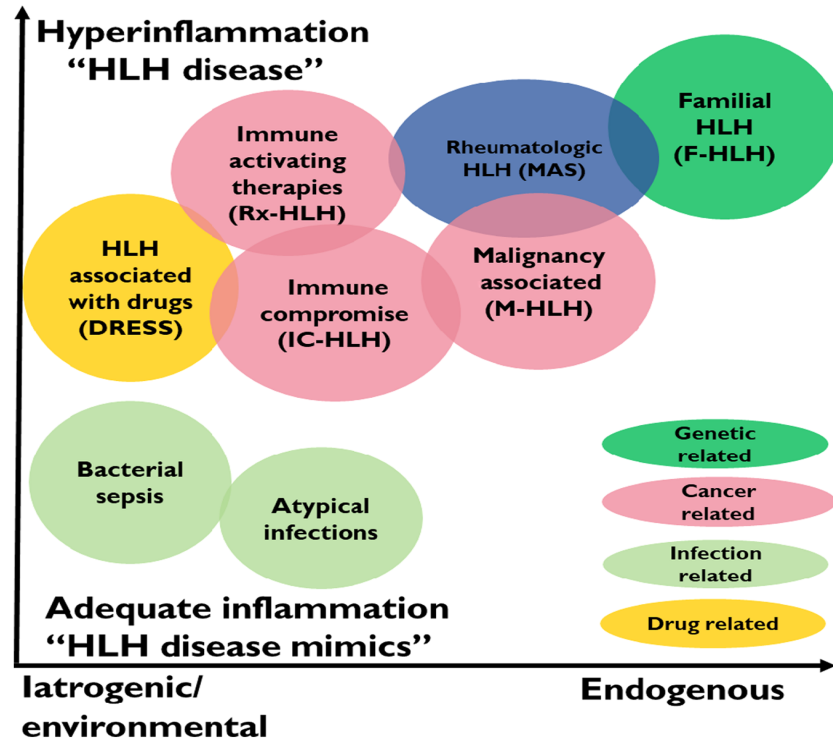 Hyperinflammation
“HLH disease”
Familial
HLH
(F-HLH)
Immune
activating
therapies
(Rx-HLH)
Rheumatologic
HLH (MAS)
HLH
associated
with drugs
(DRESS)
Immune
compromise
(IC-HLH)
Malignancy
associated
(M-HLH)
Bacterial
sepsis
Atypical
infections
Genetic
related
Cancer
related
Infection
related
Drug related
Adequate inflammation
“HLH disease mimics”
Iatrogenic/
environmental
Endogenous